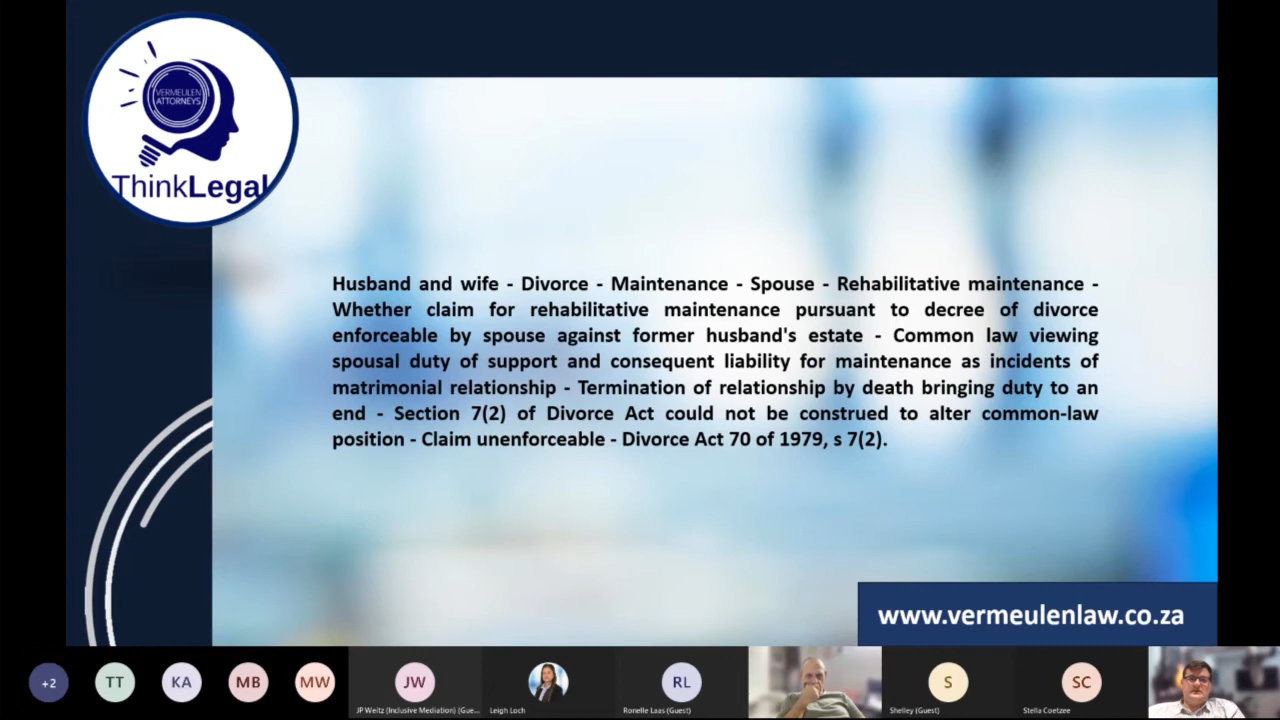 VERMEULEN
ATTORNEYS
ThinkLegal
Husband and wife - Divorce - Maintenance - Spouse - Rehabilitative maintenance -
Whether claim for rehabilitative maintenance pursuant to decree of divorce
enforceable by spouse against former husband's estate - Common law viewing
spousal duty of support and consequent liability for maintenance as incidents of
matrimonial relationship - Termination of relationship by death bringing duty to an
end - Section 7(2) of Divorce Act could not be construed to alter common-law
position - Claim unenforceable - Divorce Act 70 of 1979, s 7(2).
www.vermeulenlaw.co.za
+2
TT
KA
MB
MW
JW
RL
S
SC
JP Weitz (Inclusive Mediation) (Gue...
Leigh Loch
Ronelle Laas (Guest)
Shelley (Guest)
Stella Coetzee